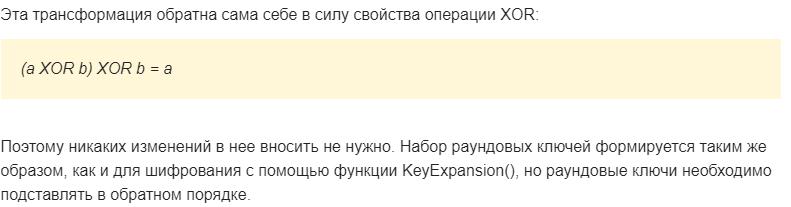 Эта трансформация обратна сама себе в силу свойства операции XOR:
(a XOR b) XOR b = a
Поэтому никаких изменений в нее вносить не нужно. Набор раундовых ключей формируется таким же
образом, как и для шифрования с помощью функции KeyExpansion(), но раундовые ключи необходимо
подставлять в обратном порядке.